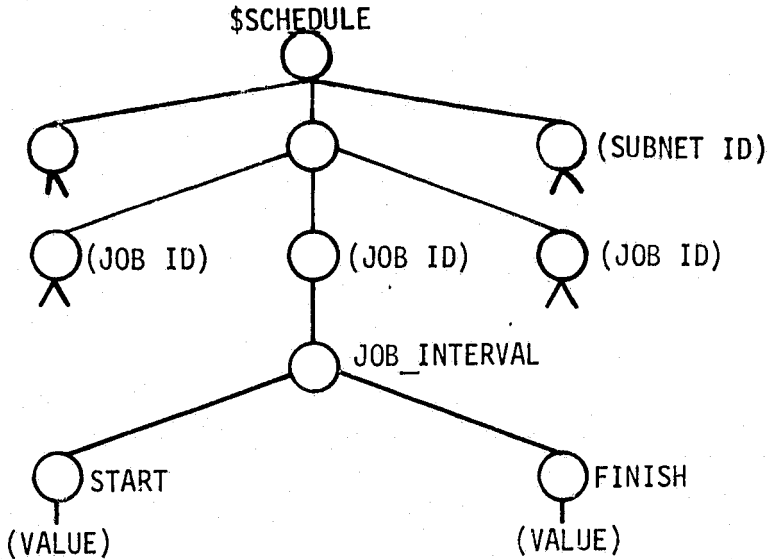 $SCHEDULE
(SUBNET ID)
(JOB ID)
(JOB ID)
(JOB ID)
JOB_INTERVAL
START
FINISH
(VALUE)
(VALUE)